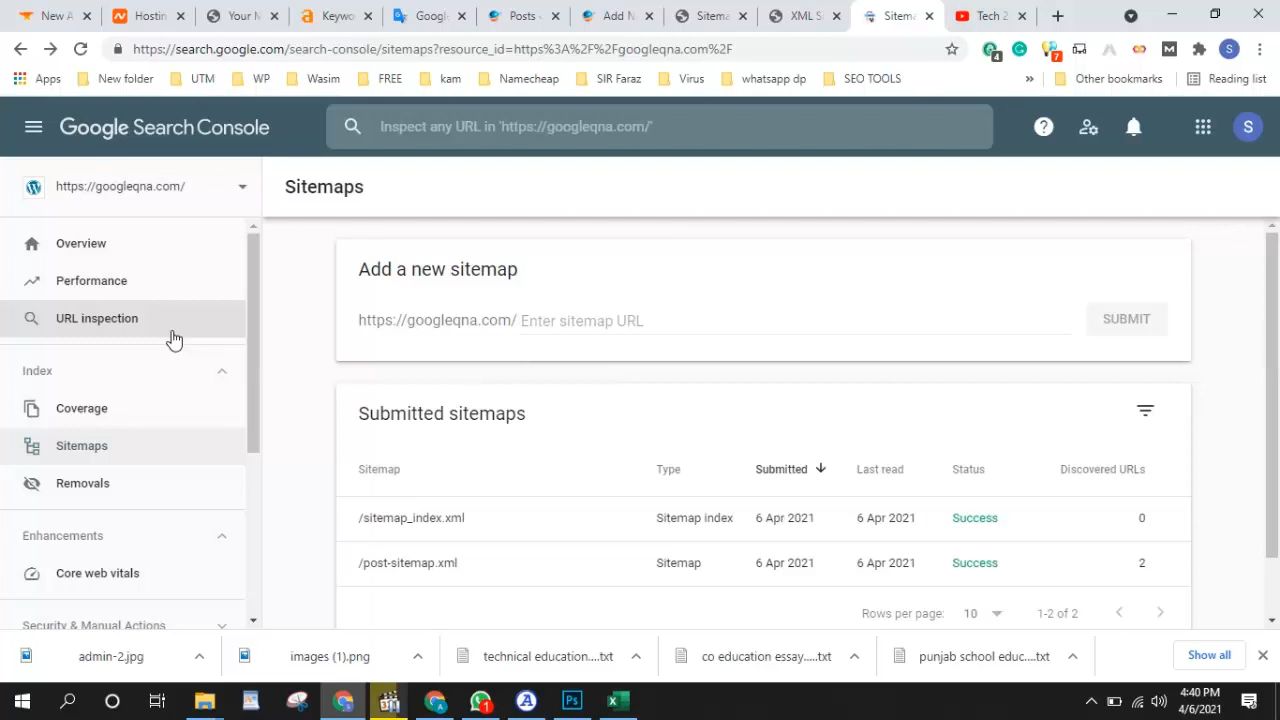 New A
Hostin
Your N
Keywo
Google
Posts ‹
Add N
Sitema
XML S
Sitema
Tech 2
https://search.google.com/search-console/sitemaps?resource_id=https%3A%2F%2Fgoogleqna.com%2F
4
7
M
S
Apps
New folder
UTM
WP
Wasim
FREE
kam
Namecheap
SIR Faraz
Virus
whatsapp dp
SEO TOOLS
»
Other bookmarks
Reading list
Google Search Console
Inspect any URL in 'https://googleqna.com/'
S
https://googleqna.com/
Sitemaps
Overview
Performance
URL inspection
Index
Coverage
Sitemaps
Removals
Enhancements
Core web vitals
Security & Manual Actions
Add a new sitemap
https://googleqna.com/ Enter sitemap URL
SUBMIT
Submitted sitemaps
Sitemap Type Submitted Last read Status Discovered URLs
/sitemap_index.xml Sitemap index 6 Apr 2021 6 Apr 2021 Success 0
/post-sitemap.xml Sitemap 6 Apr 2021 6 Apr 2021 Success 2
Rows per page: 10 1-2 of 2
admin-2.jpg
images (1).png
technical education....txt
co education essay....txt
punjab school educ....txt
Show all
1
Ps
4:40 PM
4/6/2021